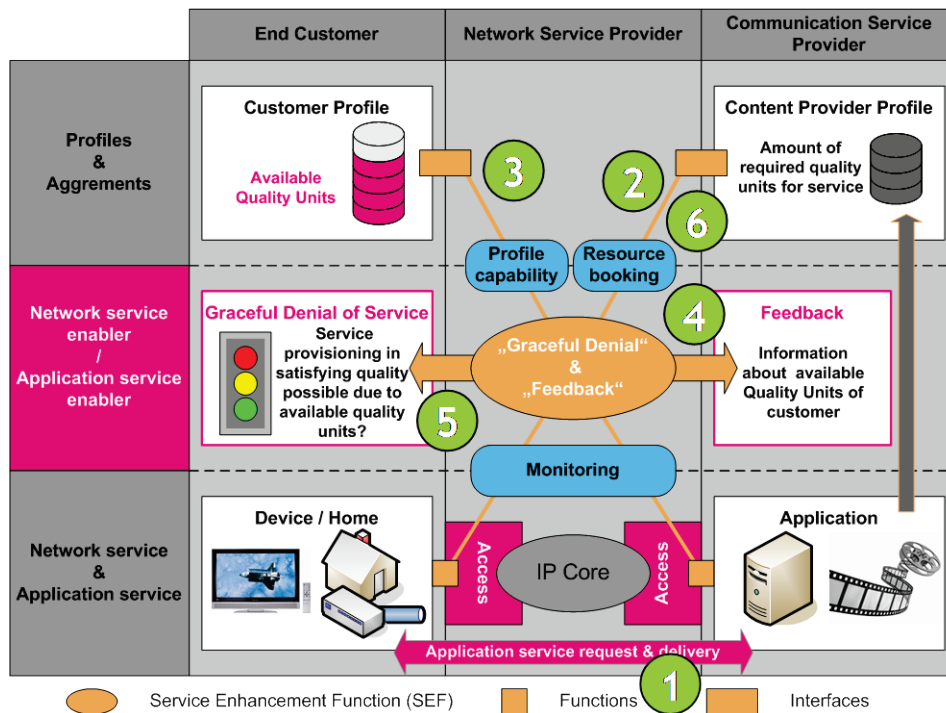 End Customer
Network Service Provider
Communication Service
Provider
Profiles
&
Aggrements
Customer Profile
Available
Quality Units
3
2
6
Content Provider Profile
Amount of
required quality
units for service
Profile
capability
Resource
booking
Network service
enabler
/
Application service
enabler
Graceful Denial of Service
Service
provisioning in
satisfying quality
possible due to
available quality
units?
5
„Graceful Denial“
&
„Feedback“
4
Feedback
Information
about available
Quality Units of
customer
Monitoring
Network service
&
Application service
Device / Home
Access
IP Core
Access
Application
Application service request & delivery
1
Service Enhancement Function (SEF)
Functions
Interfaces